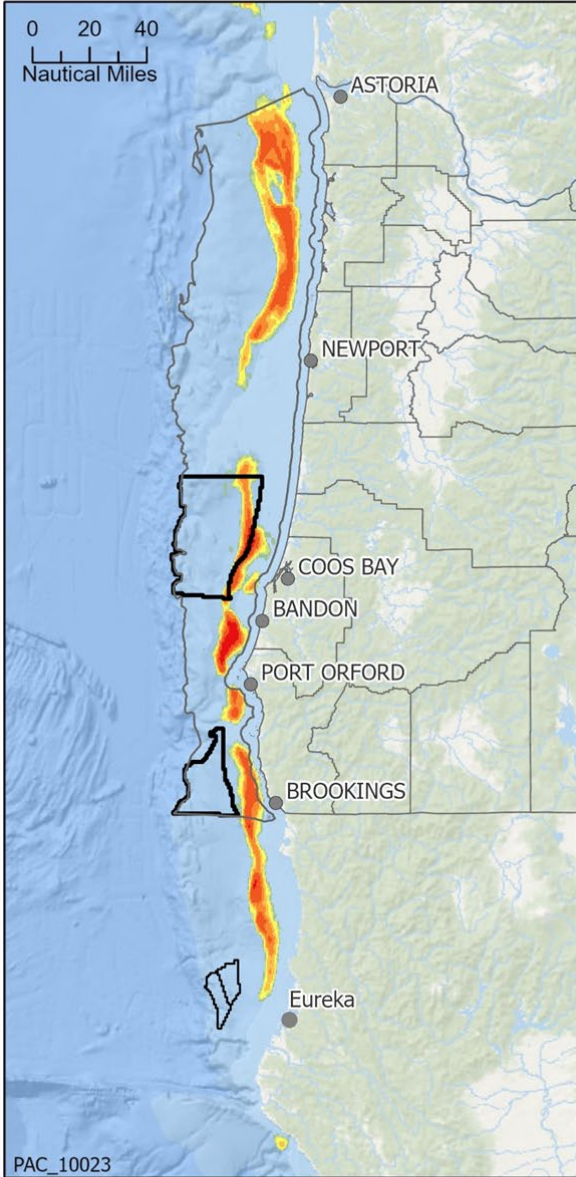 0 20 40
Nautical Miles
ASTORIA
NEWPORT
COOS BAY
BANDON
PORT ORFORD
BROOKINGS
Eureka
PAC_10023